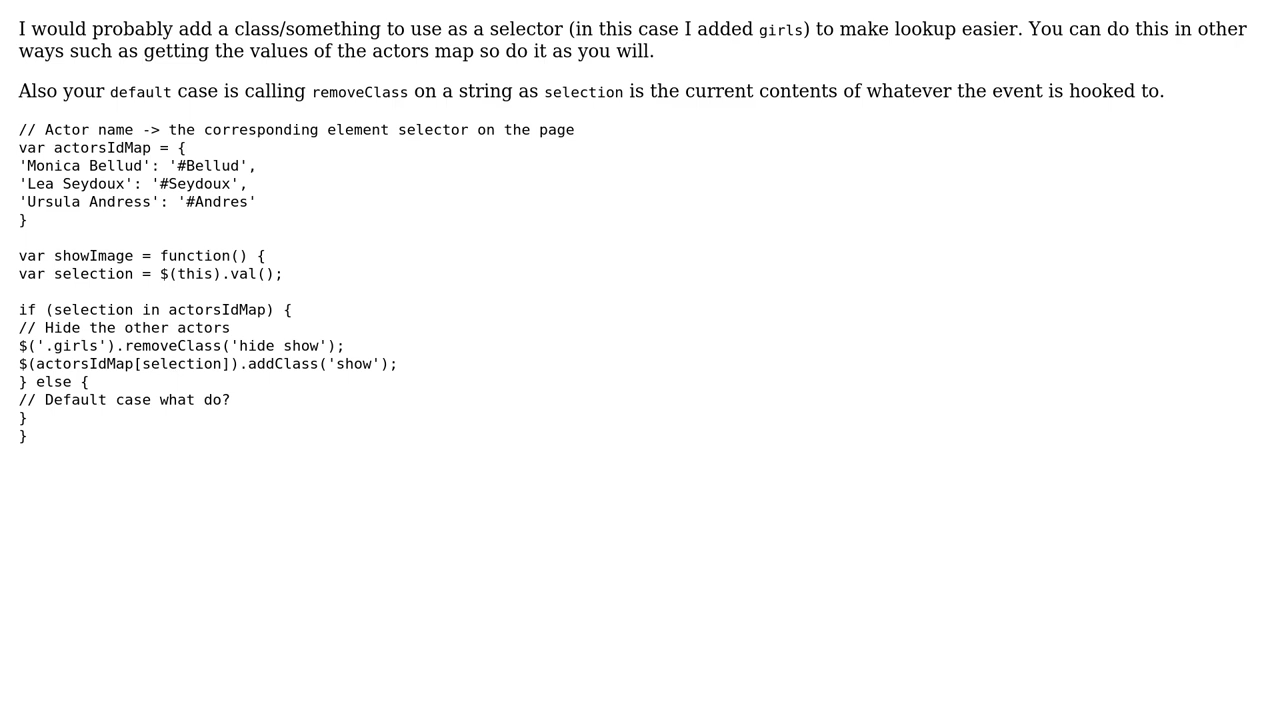 I would probably add a class/something to use as a selector (in this case I added girls) to make lookup easier. You can do this in other
ways such as getting the values of the actors map so do it as you will.
Also your default case is calling removeClass on a string as selection is the current contents of whatever the event is hooked to.
// Actor name -> the corresponding element selector on the page
var actorsIdMap = {
'Monica Bellud': '#Bellud',
'Lea Seydoux': '#Seydoux',
'Ursula Andress': '#Andres'
}
var showImage = function() {
var selection = $(this).val();
if (selection in actorsIdMap) {
// Hide the other actors
$('.girls').removeClass('hide show');
$(actorsIdMap[selection]).addClass('show');
} else {
// Default case what do?
}
}